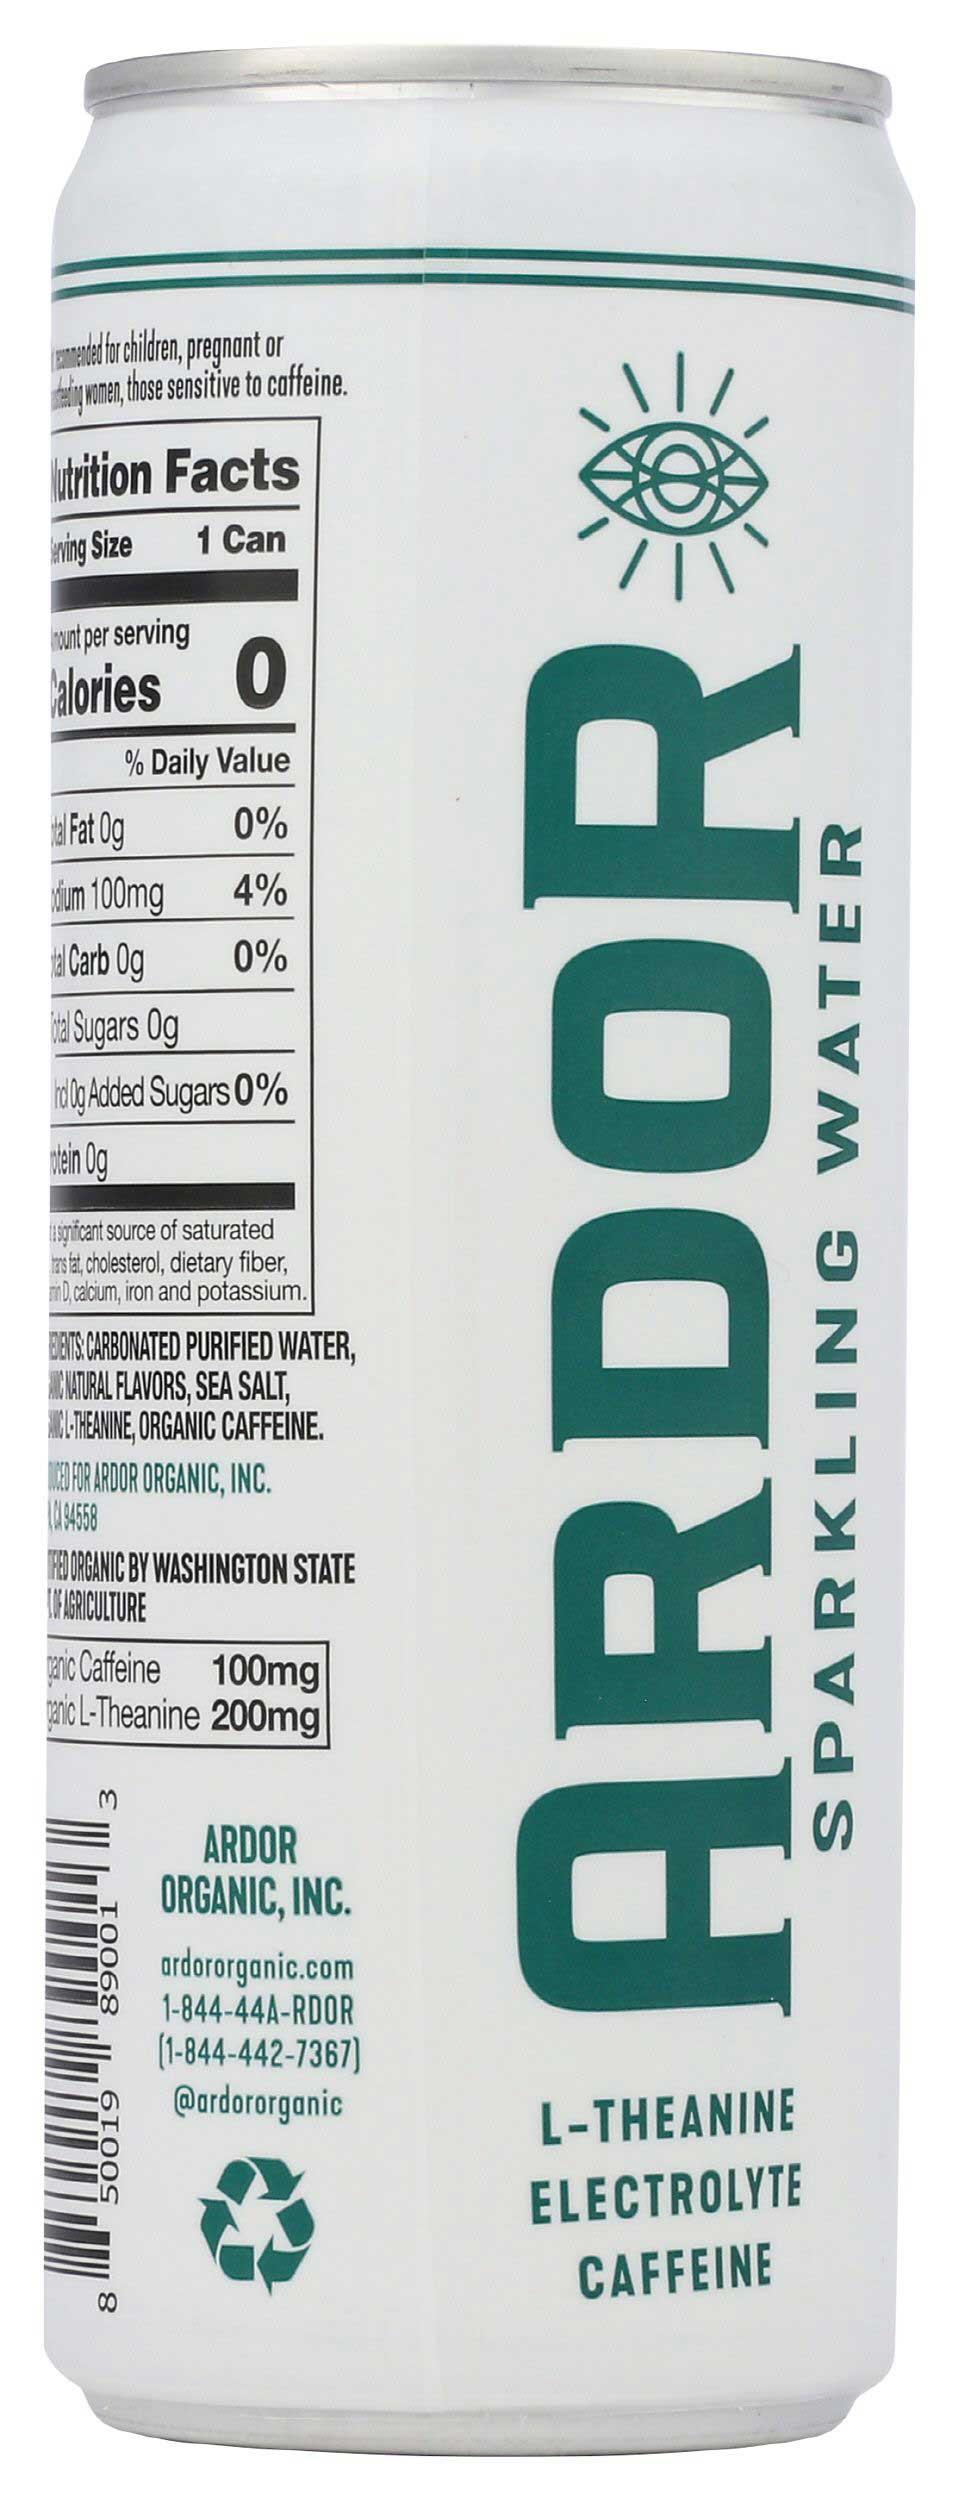 recommended for children, pregnant or
women, those sensitive to caffeine.
Nutrition Facts
Serving Size 1 Can
Amount per serving
Calories 0
% Daily Value
Total Fat 0g 0%
Sodium 100mg 4%
Total Carb 0g 0%
Total Sugars 0g
Incl 0g Added Sugars 0%
Protein 0g
a significant source of saturated
trans fat, cholesterol, dietary fiber,
D, calcium, iron and potassium.
CARBONATED PURIFIED WATER,
NATURAL FLAVORS, SEA SALT,
L-THEANINE, ORGANIC CAFFEINE.
FOR ARDOR ORGANIC, INC.
CA 94558
ORGANIC BY WASHINGTON STATE
OF AGRICULTURE
Organic Caffeine 100mg
Organic L-Theanine 200mg
8 50019 89001 3
ARDOR
ORGANIC, INC.
ardororganic.com
1-844-44A-RDOR
(1-844-442-7367)
@ardororganic
ARDOR
SPARKLING WATER
L-THEANINE
ELECTROLYTE
CAFFEINE